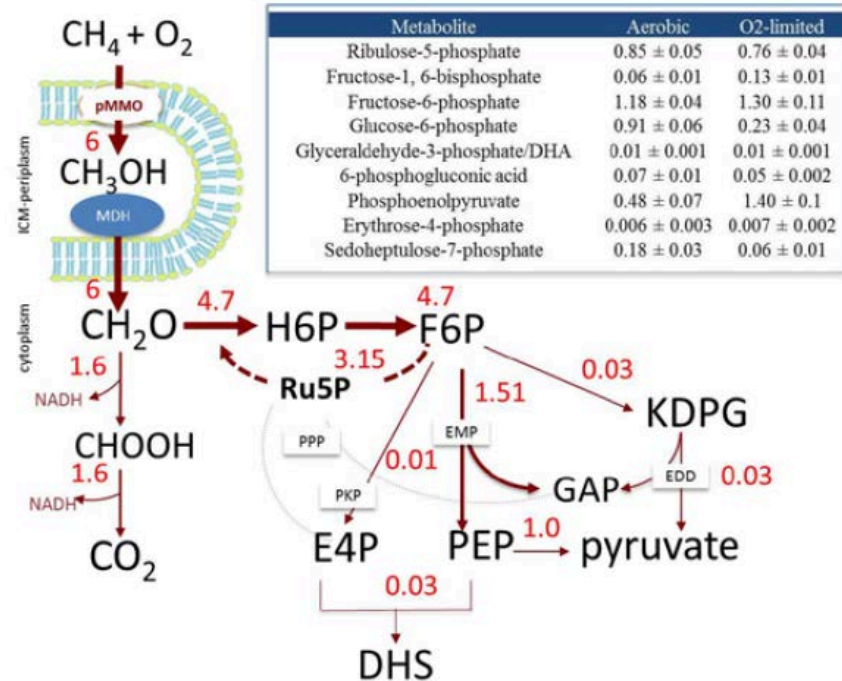 CH4 + O2
pMMO
6
CH3OH
MDH
ICM-periplasm
6
cytoplasm
Metabolite Aerobic O2-limited
Ribulose-5-phosphate 0.85 ± 0.05 0.76 ± 0.04
Fructose-1, 6-bisphosphate 0.06 ± 0.01 0.13 ± 0.01
Fructose-6-phosphate 1.18 ± 0.04 1.30 ± 0.11
Glucose-6-phosphate 0.91 ± 0.06 0.23 ± 0.04
Glyceraldehyde-3-phosphate/DHA 0.01 ± 0.001 0.01 ± 0.001
6-phosphogluconic acid 0.07 ± 0.01 0.05 ± 0.002
Phosphoenolpyruvate 0.48 ± 0.07 1.40 ± 0.1
Erythrose-4-phosphate 0.006 ± 0.003 0.007 ± 0.002
Sedoheptulose-7-phosphate 0.18 ± 0.03 0.06 ± 0.01
4.7 4.7
CH2O H6P F6P
3.15
Ru5P
1.6
NADH
1.51
0.03
KDPG
CHOOH
PPP
EMP
0.01
EDD
0.03
1.6
NADH
PKP
GAP
CO2
E4P PEP 1.0 pyruvate
0.03
DHS